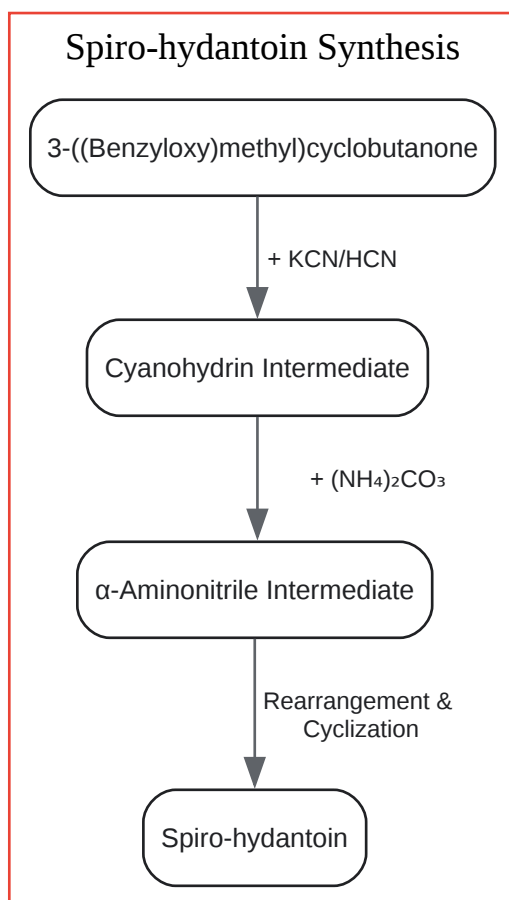 Spiro-hydantoin Synthesis
3-((Benzyloxy)methyl)cyclobutanone
+ KCN/HCN
Cyanohydrin Intermediate
+ (NH₄)₂CO₃
α-Aminonitrile Intermediate
Rearrangement &
Cyclization
Spiro-hydantoin